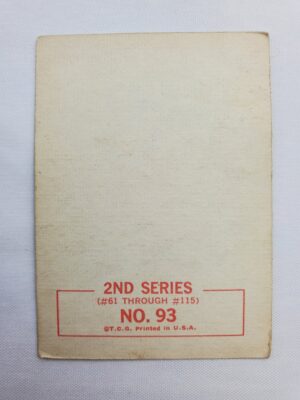 2ND SERIES
(#61 THROUGH #115)
NO. 93
©T.C.G. Printed in U.S.A.